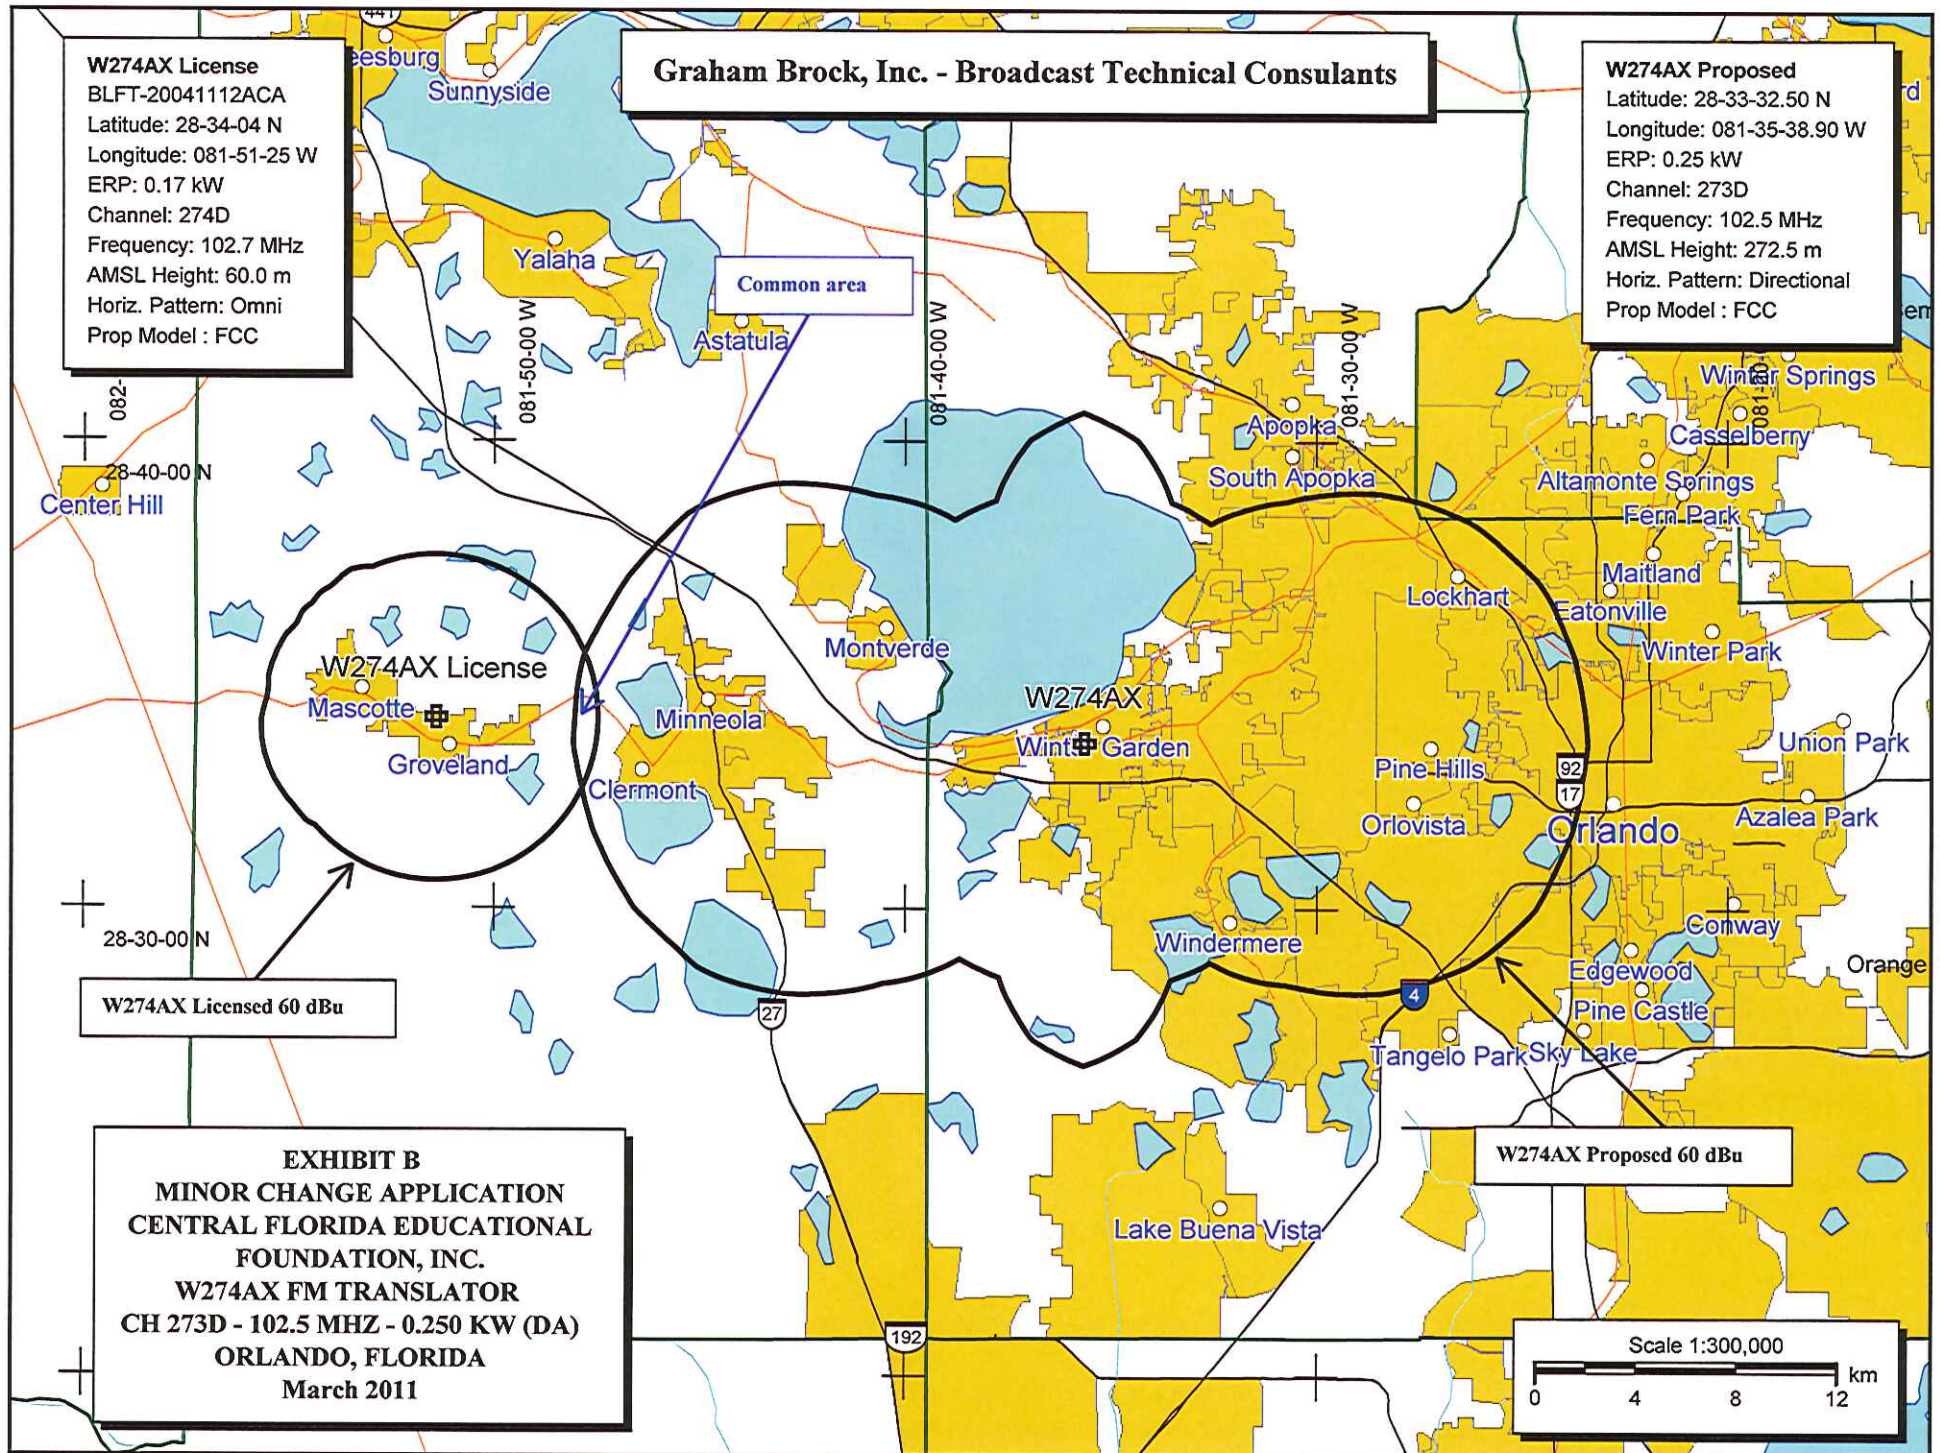 441
Graham Brock, Inc. - Broadcast Technical Consulants
W274AX License
BLFT-20041112ACA
Latitude: 28-34-04 N
Longitude: 081-51-25 W
ERP: 0.17 kW
Channel: 274D
Frequency: 102.7 MHz
AMSL Height: 60.0 m
Horiz. Pattern: Omni
Prop Model : FCC
W274AX Proposed
Latitude: 28-33-32.50 N
Longitude: 081-35-38.90 W
ERP: 0.25 kW
Channel: 273D
Frequency: 102.5 MHz
AMSL Height: 272.5 m
Horiz. Pattern: Directional
Prop Model : FCC
eesburg
Sunnyside
rd
Yalaha
Common area
Astatula
em
082-
081-50-00 W
081-40-00 W
081-30-00 W
Winter Springs
Apopka
Casselberry
28-40-00 N
South Apopka
Altamonte Springs
Center Hill
Fern Park
Maitland
Lockhart
Eatonville
Montverde
Winter Park
W274AX License
Mascotte
W274AX
Minneola
Winter Garden
Union Park
Groveland
Pine Hills
92
17
Clermont
Orlovista
Orlando
Azalea Park
Conway
28-30-00 N
Windermere
Edgewood
Orange
W274AX Licensed 60 dBu
27
4
Pine Castle
Tangelo Park
Sky Lake
W274AX Proposed 60 dBu
EXHIBIT B
MINOR CHANGE APPLICATION
CENTRAL FLORIDA EDUCATIONAL
FOUNDATION, INC.
W274AX FM TRANSLATOR
CH 273D - 102.5 MHZ - 0.250 KW (DA)
ORLANDO, FLORIDA
March 2011
Lake Buena Vista
192
Scale 1:300,000
km
0 4 8 12